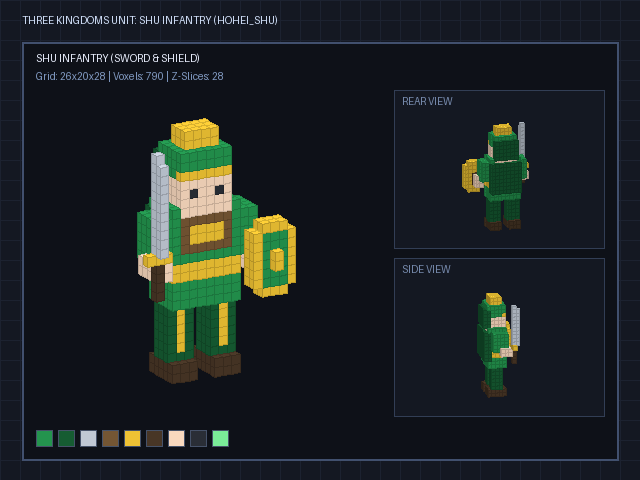 THREE KINGDOMS UNIT: SHU INFANTRY (HOHEI_SHU)
SHU INFANTRY (SWORD & SHIELD)
Grid: 26x20x28 | Voxels: 790 | Z-Slices: 28
REAR VIEW
SIDE VIEW